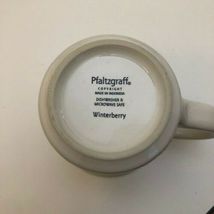 Pfaltzgraff®
COPYRIGHT
MADE IN INDONESIA
DISHWASHER &
MICROWAVE SAFE
Winterberry